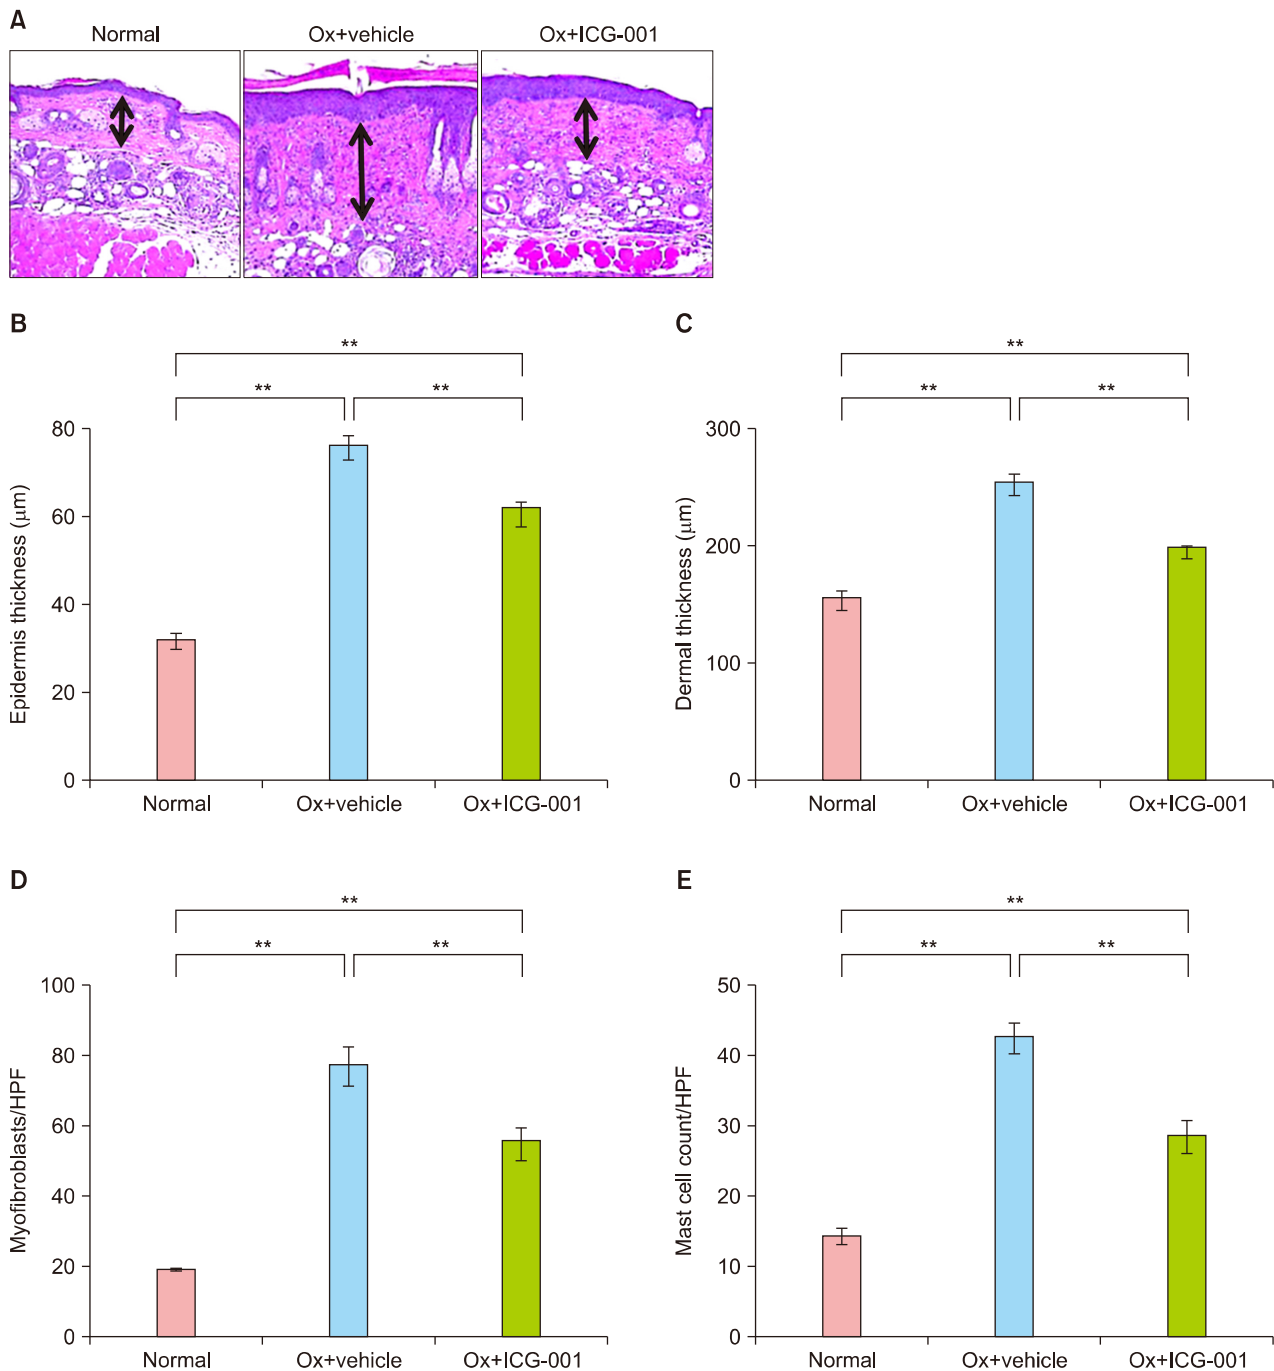 A
Normal
Ox+vehicle
Ox+ICG-001
B
**
**
**
80
60
40
20
0
Epidermis thickness (μm)
Normal
Ox+vehicle
Ox+ICG-001
C
**
**
**
300
200
100
0
Dermal thickness (μm)
Normal
Ox+vehicle
Ox+ICG-001
D
**
**
**
100
80
60
40
20
0
Myofibroblasts/HPF
Normal
Ox+vehicle
Ox+ICG-001
E
**
**
**
50
40
30
20
10
0
Mast cell count/HPF
Normal
Ox+vehicle
Ox+ICG-001